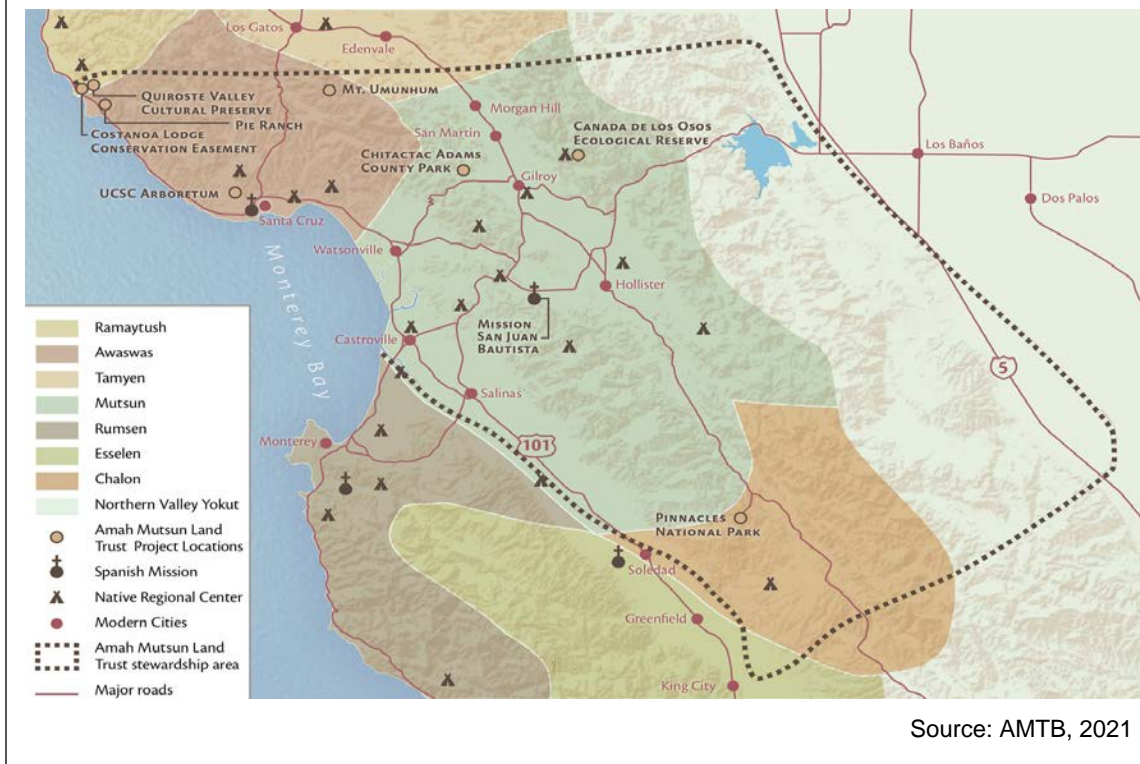 Los Gatos
Edenvale
Quiroste Valley
Cultural Preserve
Pie Ranch
Costanoa Lodge
Conservation Easement
Mt. Umunhum
Morgan Hill
San Martin
Canada de los Osos
Ecological Reserve
Chitactac Adams
County Park
Gilroy
Los Baños
Dos Palos
UCSC Arboretum
Santa Cruz
Watsonville
Monterey Bay
Hollister
Mission
San Juan
Bautista
Castroville
Salinas
Monterey
101
5
Pinnacles
National Park
Soledad
Greenfield
King City
Ramaytush
Awaswas
Tamyen
Mutsun
Rumsen
Esselen
Chalon
Northern Valley Yokut
Amah Mutsun Land
Trust Project Locations
Spanish Mission
Native Regional Center
Modern Cities
Amah Mutsun Land
Trust stewardship area
Major roads
Source: AMTB, 2021